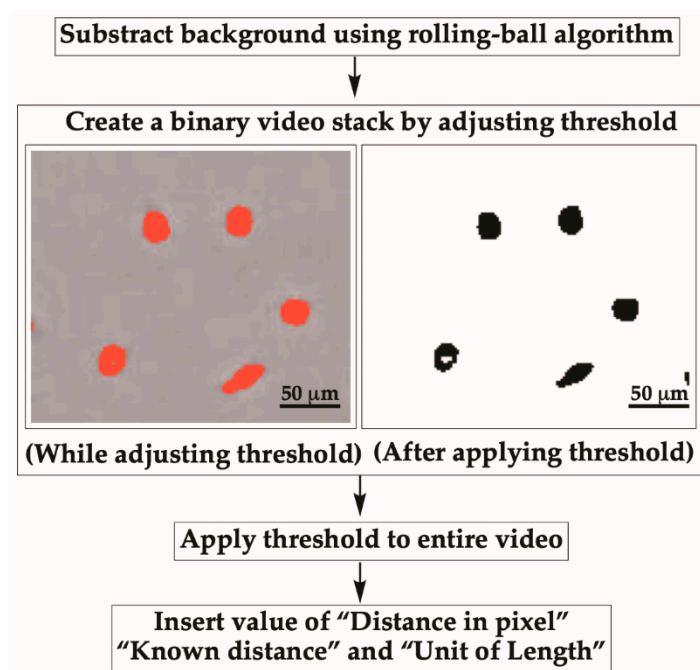 Substract background using rolling-ball algorithm
Create a binary video stack by adjusting threshold
50 μm
50 μm
(While adjusting threshold)
(After applying threshold)
Apply threshold to entire video
Insert value of “Distance in pixel”
“Known distance” and “Unit of Length”